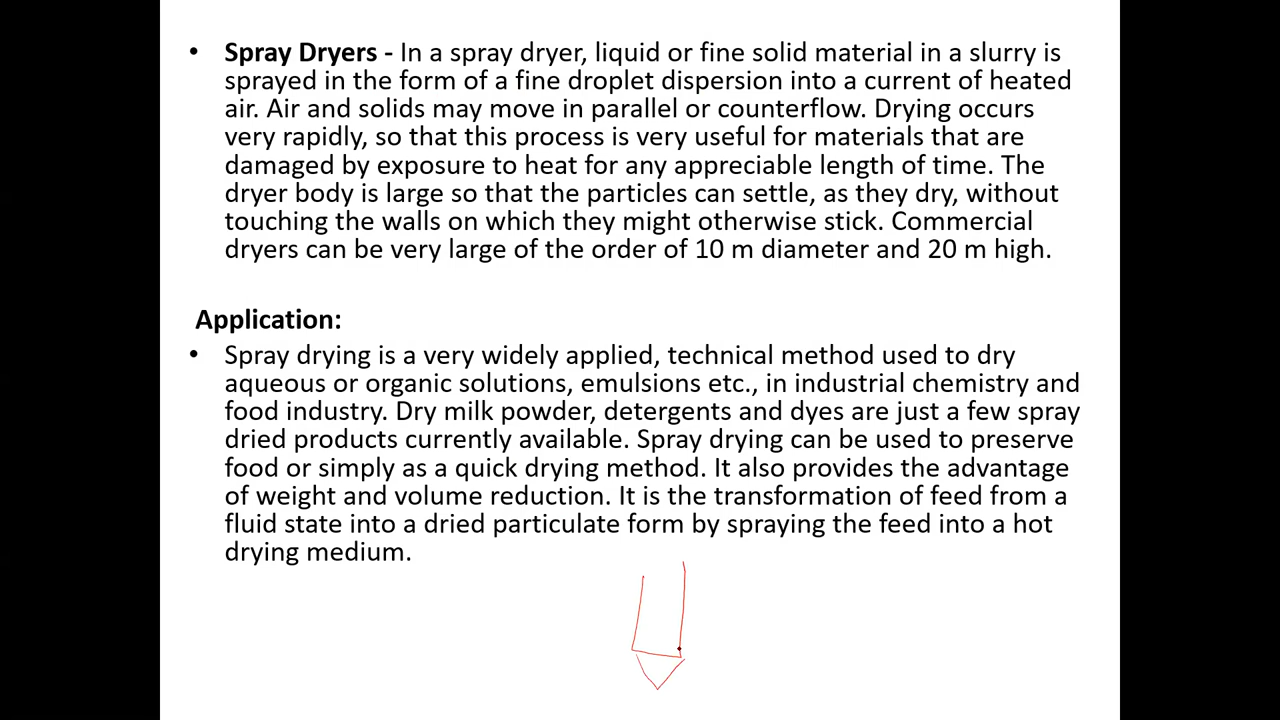 • Spray Dryers - In a spray dryer, liquid or fine solid material in a slurry is
sprayed in the form of a fine droplet dispersion into a current of heated
air. Air and solids may move in parallel or counterflow. Drying occurs
very rapidly, so that this process is very useful for materials that are
damaged by exposure to heat for any appreciable length of time. The
dryer body is large so that the particles can settle, as they dry, without
touching the walls on which they might otherwise stick. Commercial
dryers can be very large of the order of 10 m diameter and 20 m high.
Application:
• Spray drying is a very widely applied, technical method used to dry
aqueous or organic solutions, emulsions etc., in industrial chemistry and
food industry. Dry milk powder, detergents and dyes are just a few spray
dried products currently available. Spray drying can be used to preserve
food or simply as a quick drying method. It also provides the advantage
of weight and volume reduction. It is the transformation of feed from a
fluid state into a dried particulate form by spraying the feed into a hot
drying medium.